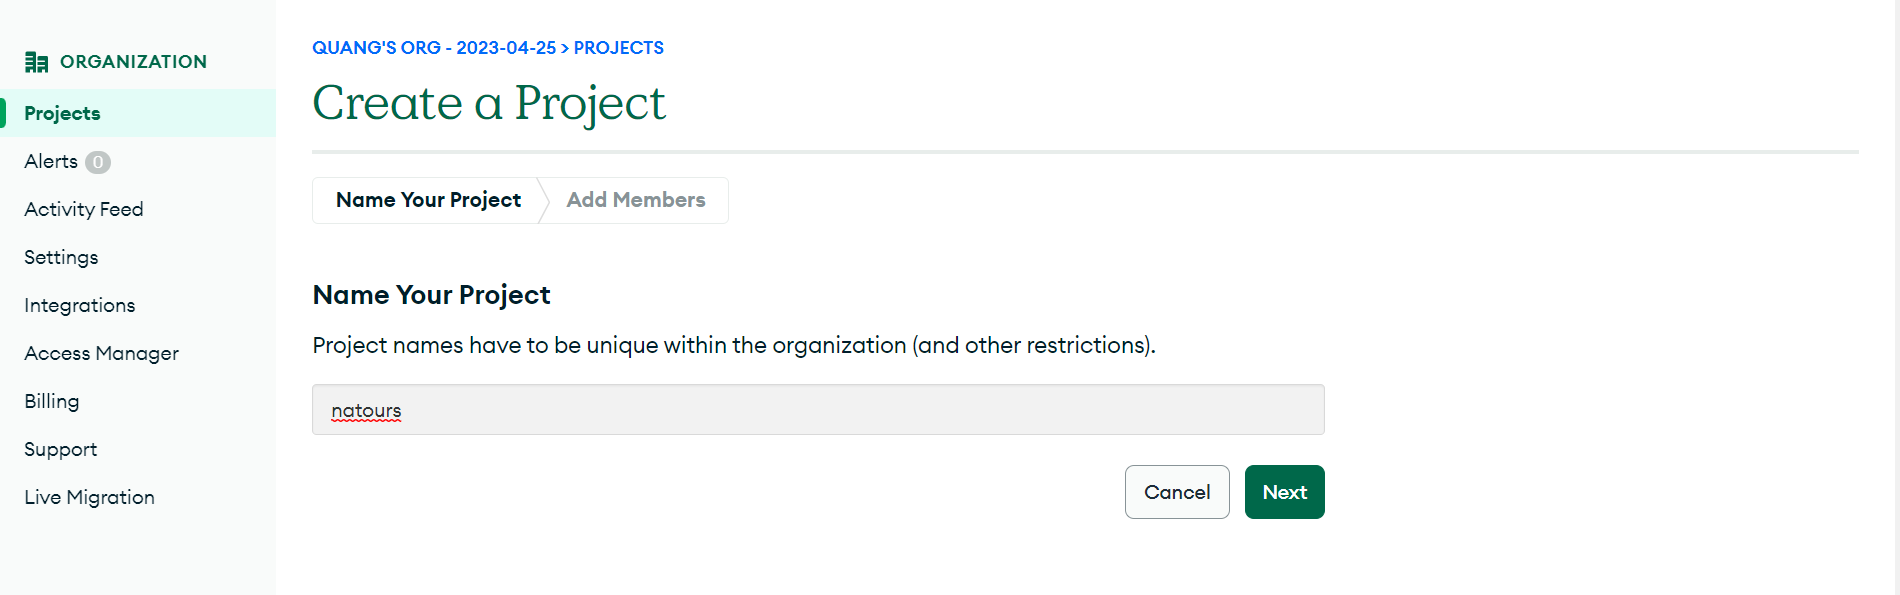 ORGANIZATION
Projects
Alerts 0
Activity Feed
Settings
Integrations
Access Manager
Billing
Support
Live Migration
QUANG'S ORG - 2023-04-25 > PROJECTS
Create a Project
Name Your Project
Add Members
Name Your Project
Project names have to be unique within the organization (and other restrictions).
natours
Cancel
Next